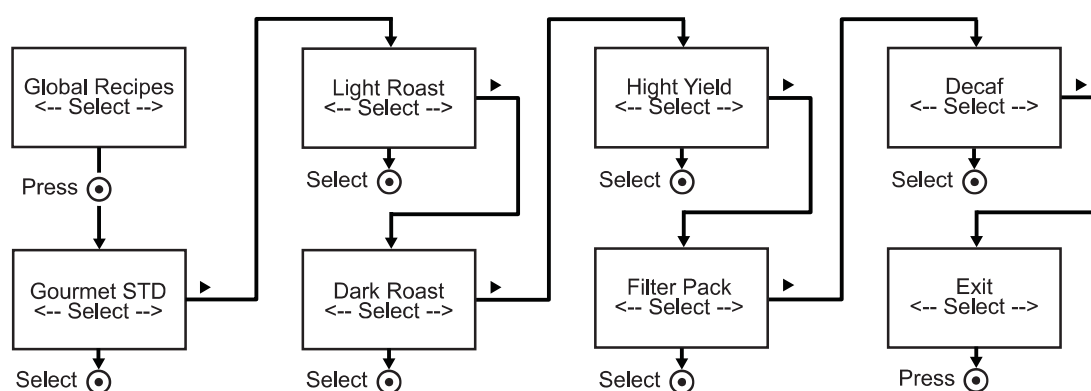 Global Recipes
<-- Select -->
Press
Gourmet STD
<-- Select -->
Select
Light Roast
<-- Select -->
Select
Dark Roast
<-- Select -->
Select
Hight Yield
<-- Select -->
Select
Filter Pack
<-- Select -->
Select
Decaf
<-- Select -->
Select
Exit
<-- Select -->
Press